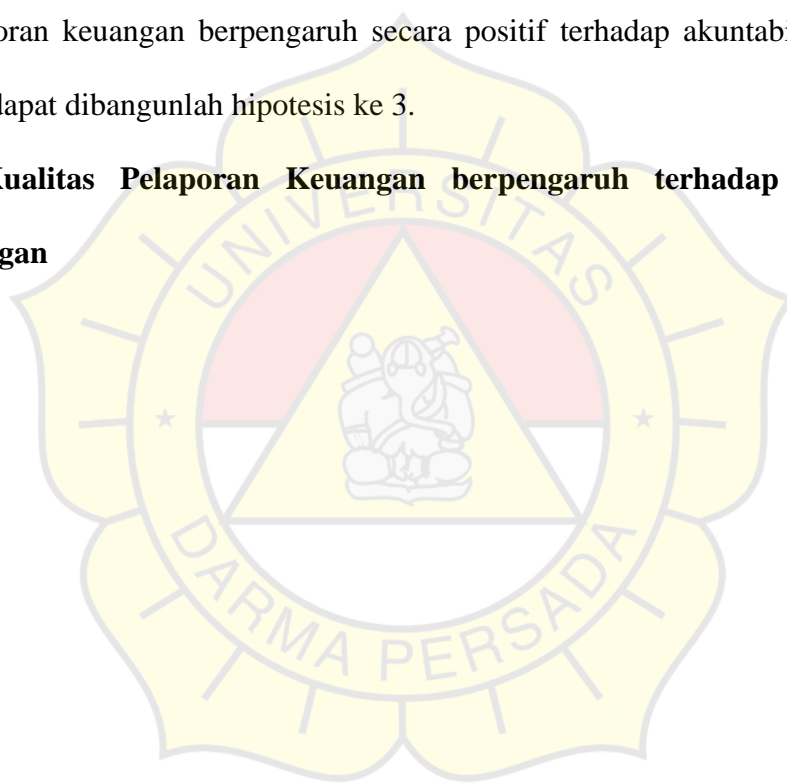 oran keuangan berpengaruh secara positif terhadap akuntabi
dapat dibangunlah hipotesis ke 3.
Kualitas Pelaporan Keuangan berpengaruh terhadap
gan
UNIVERSITAS
DARMA PERSADA